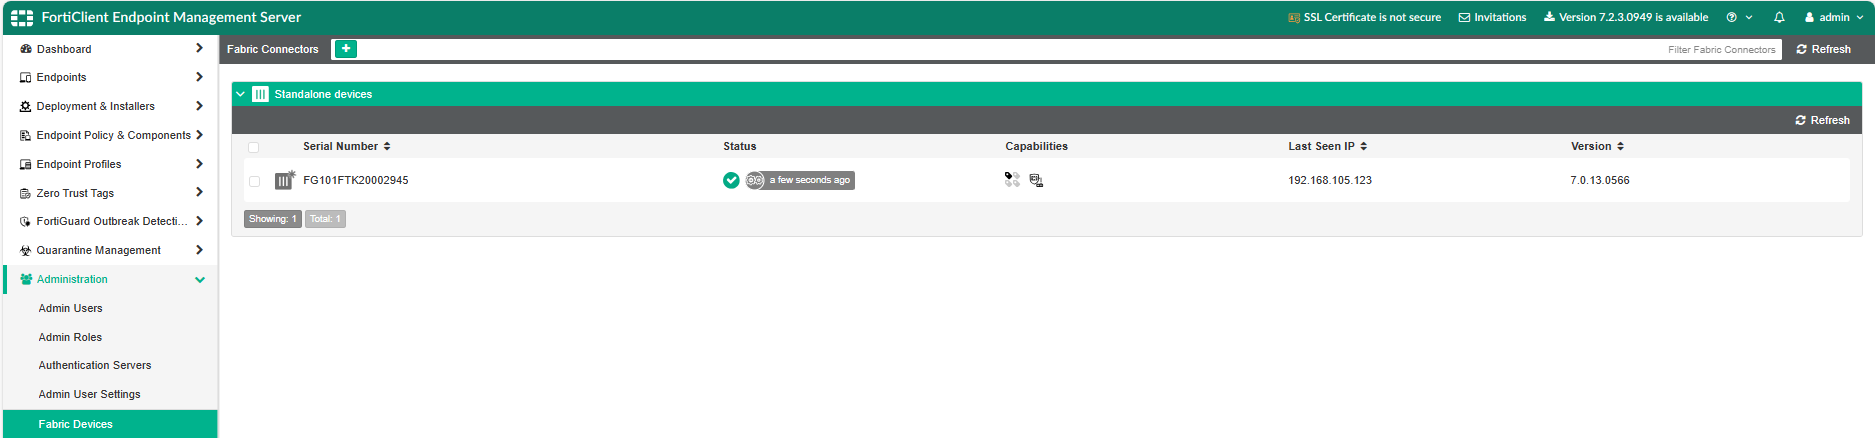 FortiClient Endpoint Management Server
SSL Certificate is not secure
Invitations
Version 7.2.3.0949 is available
admin
Dashboard
Endpoints
Deployment & Installers
Endpoint Policy & Components
Endpoint Profiles
Zero Trust Tags
FortiGuard Outbreak Detecti...
Quarantine Management
Administration
Admin Users
Admin Roles
Authentication Servers
Admin User Settings
Fabric Devices
Fabric Connectors
Filter Fabric Connectors
Refresh
Standalone devices
Refresh
Serial Number Status Capabilities Last Seen IP Version
FG101FTK20002945 a few seconds ago 192.168.105.123 7.0.13.0566
Showing: 1 Total: 1